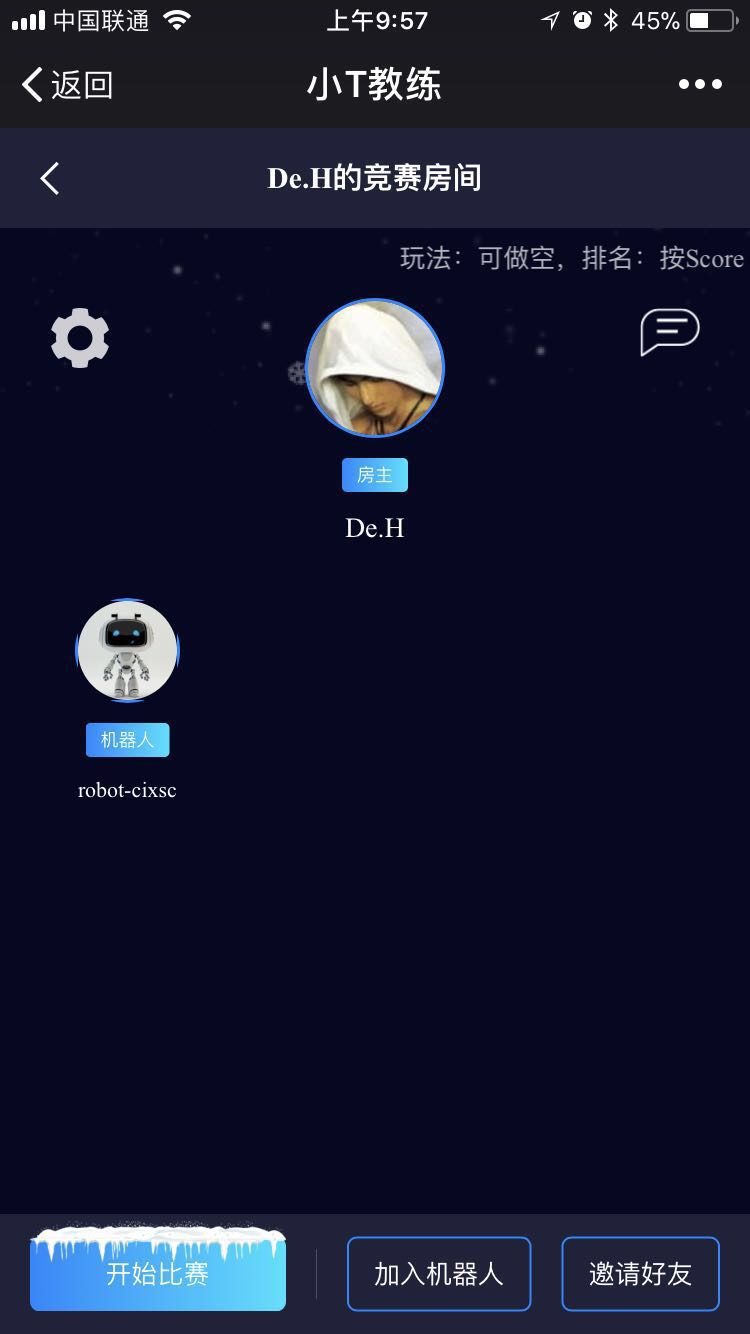 中国联通
上午9:57
45%
返回
小T教练
De.H的竞赛房间
玩法：可做空，排名：按Score
房主
De.H
机器人
robot-cixsc
开始比赛
加入机器人
邀请好友